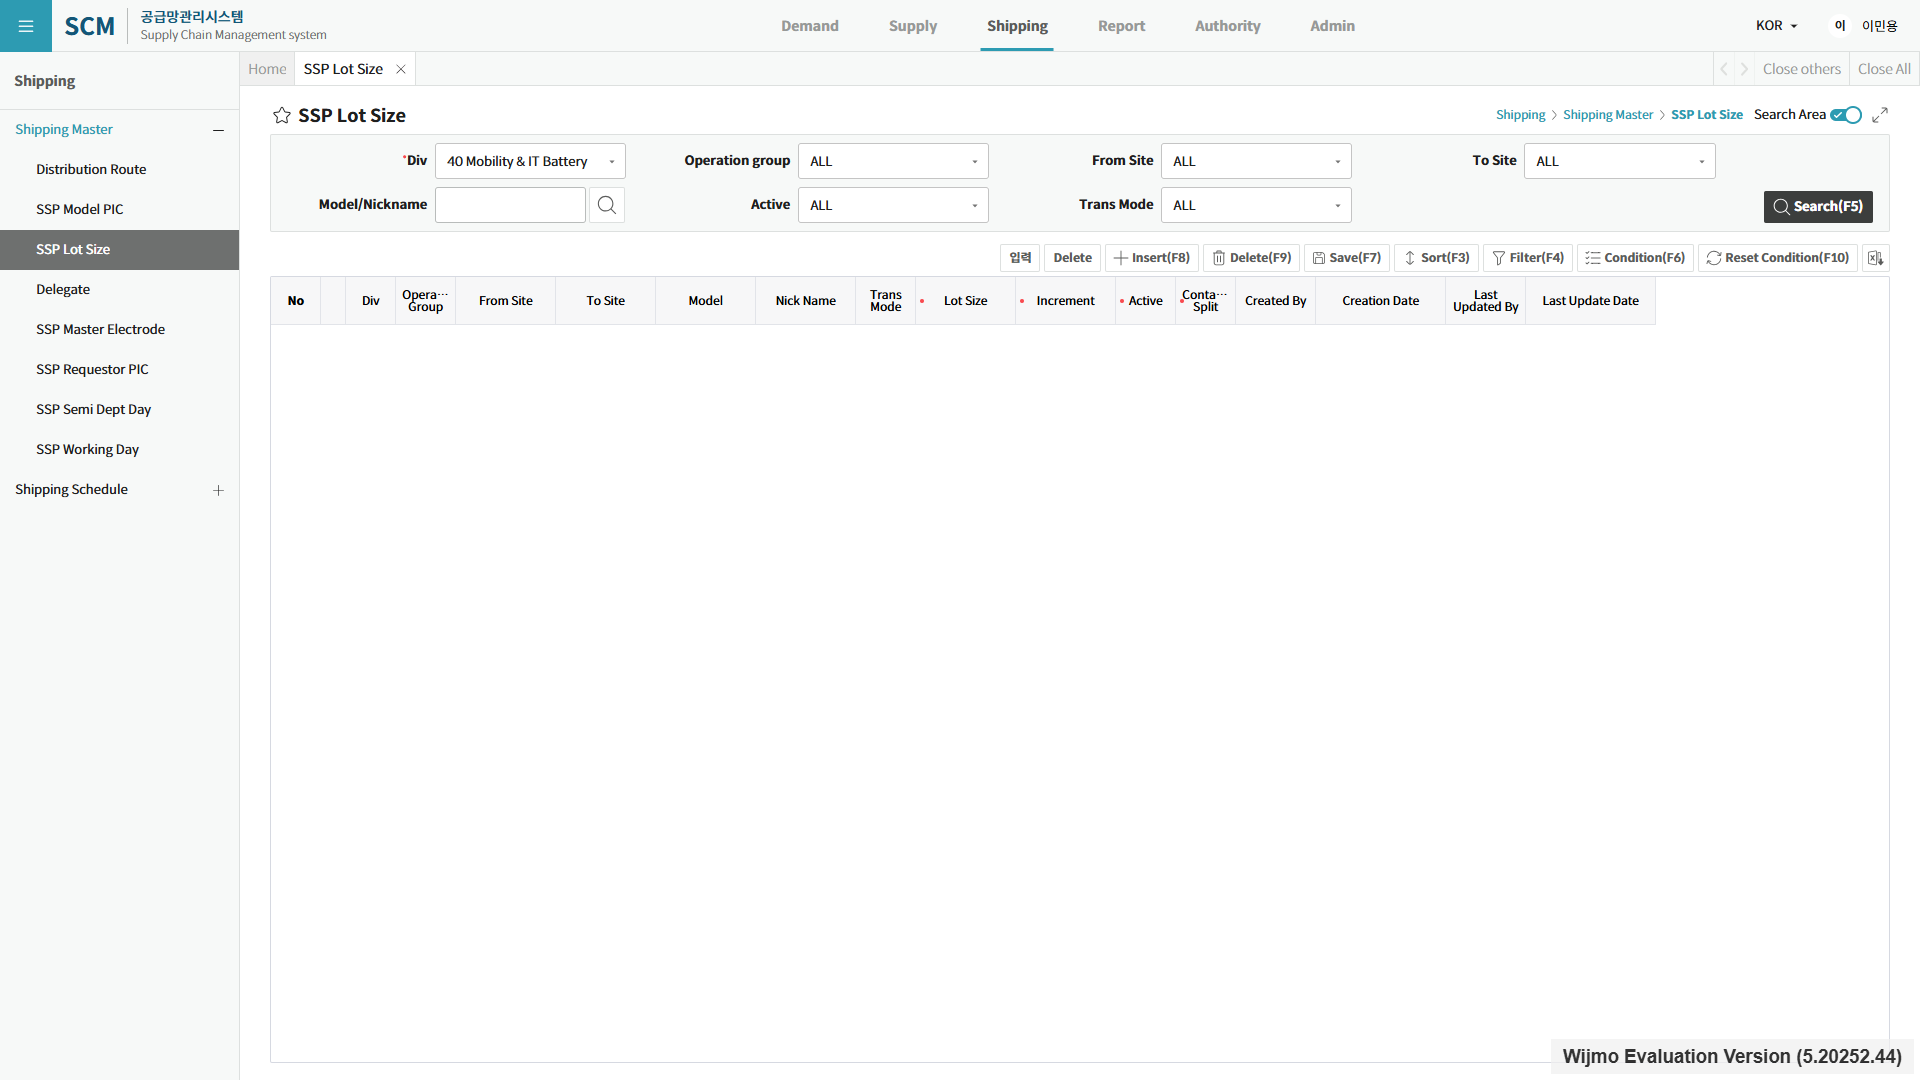 SCM
공급망관리시스템
Supply Chain Management system
Demand
Supply
Shipping
Report
Authority
Admin
KOR
이
이민용
Shipping
Home
SSP Lot Size
Close others
Close All
Shipping Master
Distribution Route
SSP Model PIC
SSP Lot Size
Delegate
SSP Master Electrode
SSP Requestor PIC
SSP Semi Dept Day
SSP Working Day
Shipping Schedule
SSP Lot Size
Shipping > Shipping Master > SSP Lot Size
Search Area
*Div
40 Mobility & IT Battery
Operation group
ALL
From Site
ALL
To Site
ALL
Model/Nickname
Active
ALL
Trans Mode
ALL
Search(F5)
입력
Delete
Insert(F8)
Delete(F9)
Save(F7)
Sort(F3)
Filter(F4)
Condition(F6)
Reset Condition(F10)
No
Div
Opera···
Group
From Site
To Site
Model
Nick Name
Trans
Mode
Lot Size
Increment
Active
Conta···
Split
Created By
Creation Date
Last
Updated By
Last Update Date
Wijmo Evaluation Version (5.20252.44)